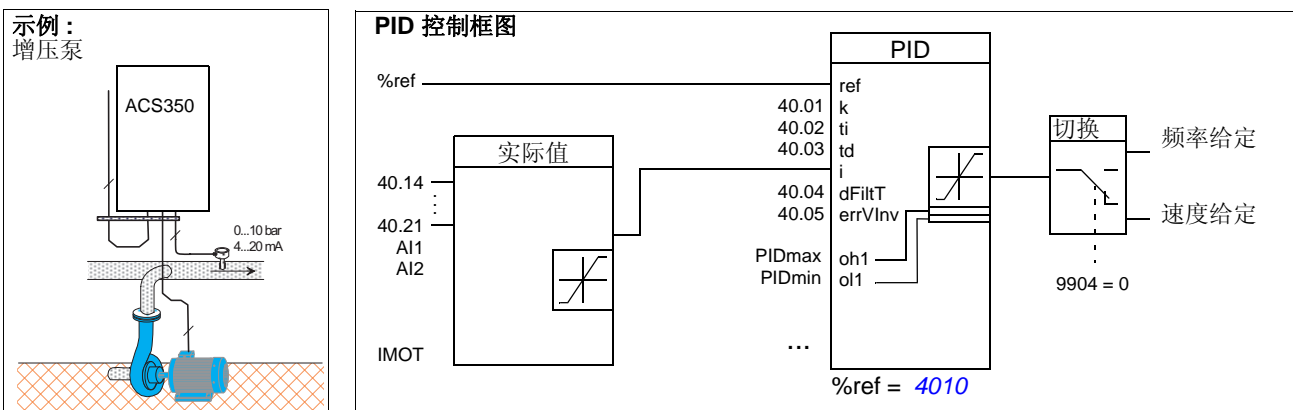 示例 :
增压泵
ACS350
0...10 bar
4...20 mA
PID 控制框图
%ref
实际值
40.14
⋮
40.21
AI1
AI2
IMOT
PID
ref
40.01 k
40.02 ti
40.03 td
i
40.04 dFiltT
40.05 errVInv
PIDmax oh1
PIDmin ol1
...
%ref = 4010
切换
频率给定
速度给定
9904 = 0